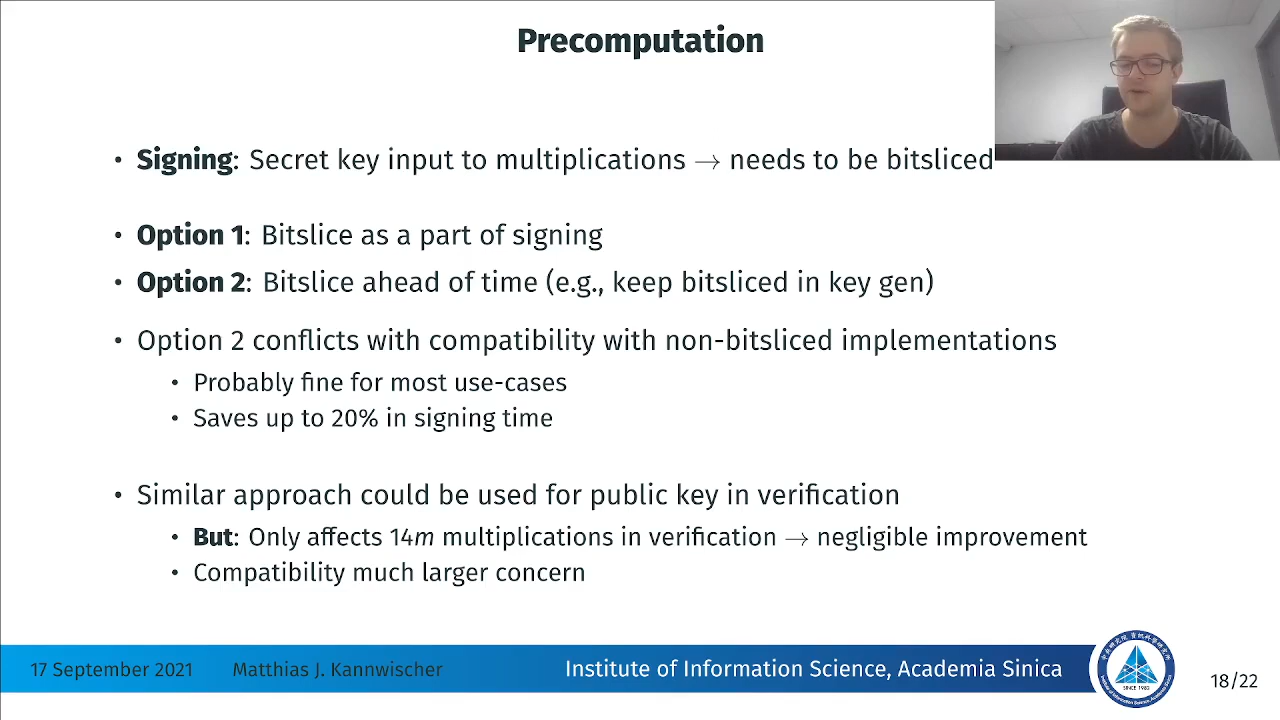 Precomputation
• Signing: Secret key input to multiplications → needs to be bitsliced
• Option 1: Bitslice as a part of signing
• Option 2: Bitslice ahead of time (e.g., keep bitsliced in key gen)
• Option 2 conflicts with compatibility with non-bitsliced implementations
• Probably fine for most use-cases
• Saves up to 20% in signing time
• Similar approach could be used for public key in verification
• But: Only affects 14m multiplications in verification → negligible improvement
• Compatibility much larger concern
17 September 2021 Matthias J. Kannwischer Institute of Information Science, Academia Sinica
SINCE 1982
18/22